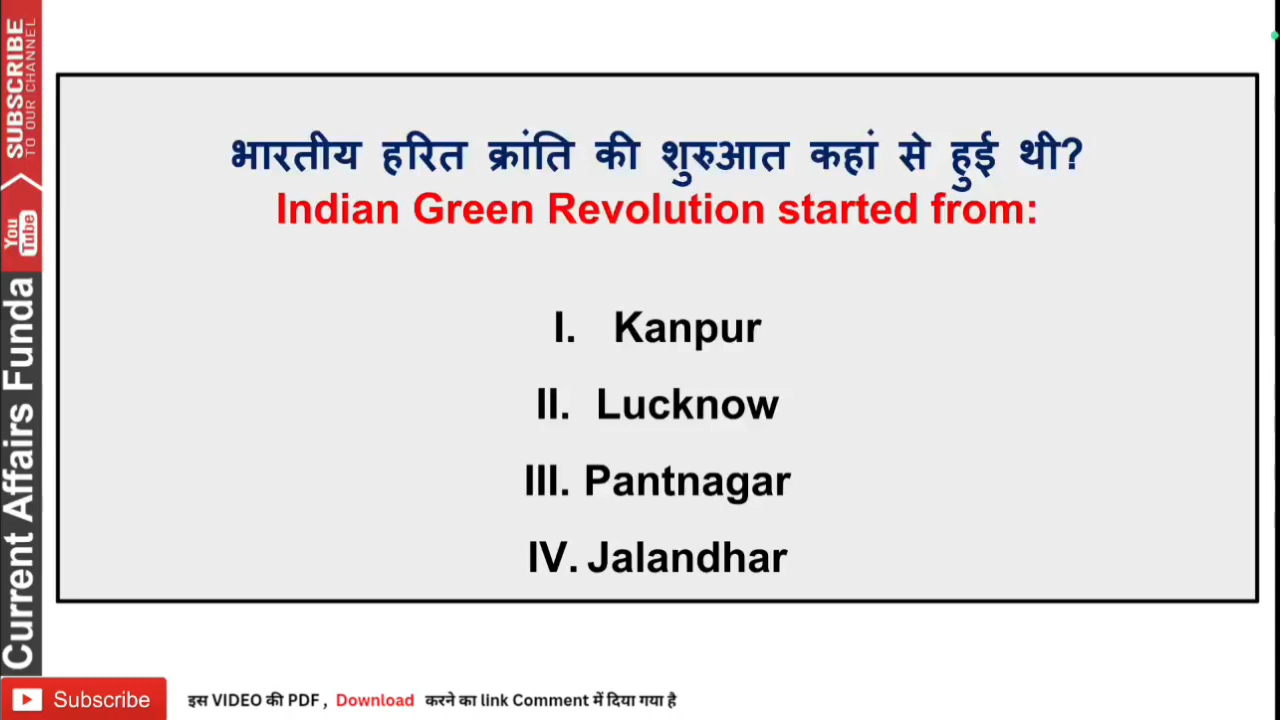 SUBSCRIBE
TO OUR CHANNEL
You
Tube
Current Affairs Funda
भारतीय हरित क्रांति की शुरुआत कहां से हुई थी?
Indian Green Revolution started from:
I. Kanpur
II. Lucknow
III. Pantnagar
IV. Jalandhar
Subscribe
इस VIDEO की PDF , Download करने का link Comment में दिया गया है